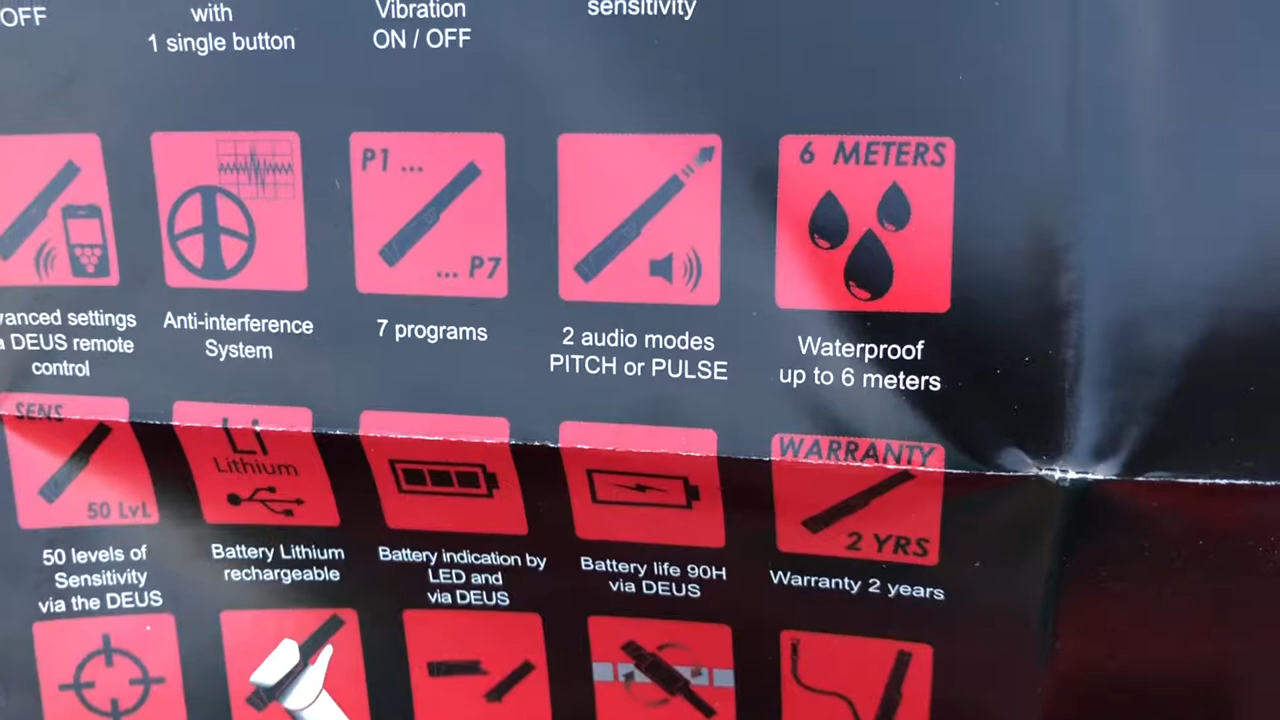 OFF
with
1 single button
Vibration
ON / OFF
sensitivity
6 METERS
P1 ...
... P7
vanced settings
a DEUS remote
control
Anti-interference
System
7 programs
2 audio modes
PITCH or PULSE
Waterproof
up to 6 meters
SENS
50 LvL
Li
Lithium
WARRANTY
2 YRS
50 levels of
Sensitivity
via the DEUS
Battery Lithium
rechargeable
Battery indication by
LED and
via DEUS
Battery life 90H
via DEUS
Warranty 2 years